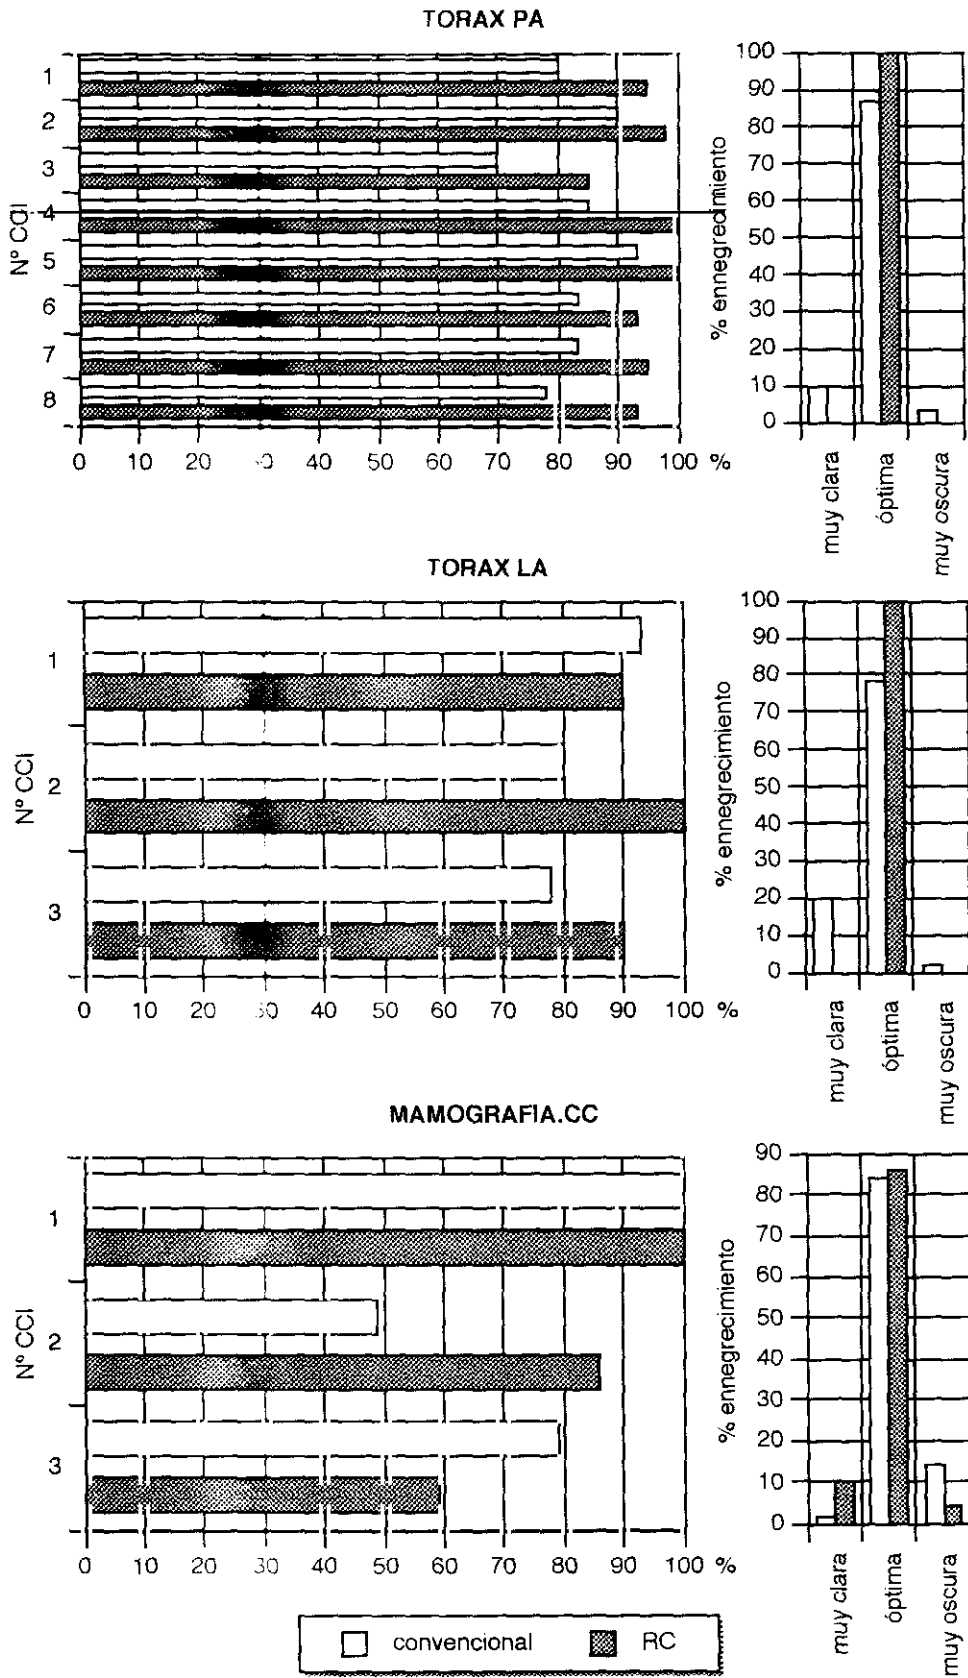 TORAX PA
Nº CCI
1
2
3
4
5
6
7
8
0 10 20 30 40 50 60 70 80 90 100 %
% ennegrecimiento
100
90
80
70
60
50
40
30
20
10
0
muy clara
óptima
muy oscura
TORAX LA
Nº CCI
1
2
3
0 10 20 30 40 50 60 70 80 90 100 %
% ennegrecimiento
100
90
80
70
60
50
40
30
20
10
0
muy clara
óptima
muy oscura
MAMOGRAFIA.CC
Nº CCI
1
2
3
0 10 20 30 40 50 60 70 80 90 100 %
% ennegrecimiento
90
80
70
60
50
40
30
20
10
0
muy clara
óptima
muy oscura
convencional RC